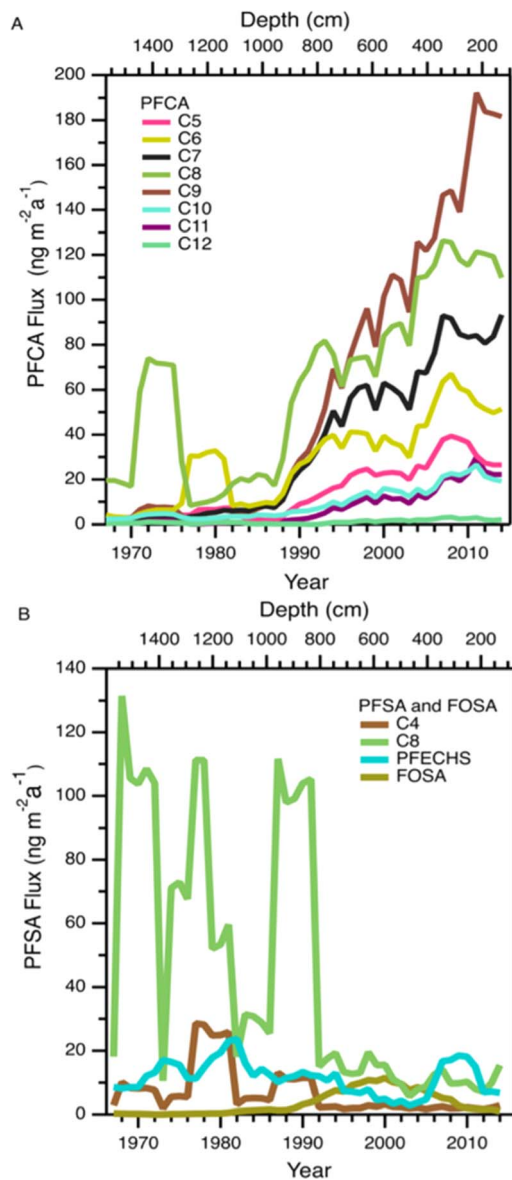 A
Depth (cm)
1400 1200 1000 800 600 400 200
200
180
160
140
120
100
80
60
40
20
0
PFCA Flux (ng m⁻²a⁻¹)
PFCA
C5
C6
C7
C8
C9
C10
C11
C12
1970 1980 1990 2000 2010
Year
B
Depth (cm)
1400 1200 1000 800 600 400 200
140
120
100
80
60
40
20
0
PFSA Flux (ng m⁻²a⁻¹)
PFSA and FOSA
C4
C8
PFECHS
FOSA
1970 1980 1990 2000 2010
Year